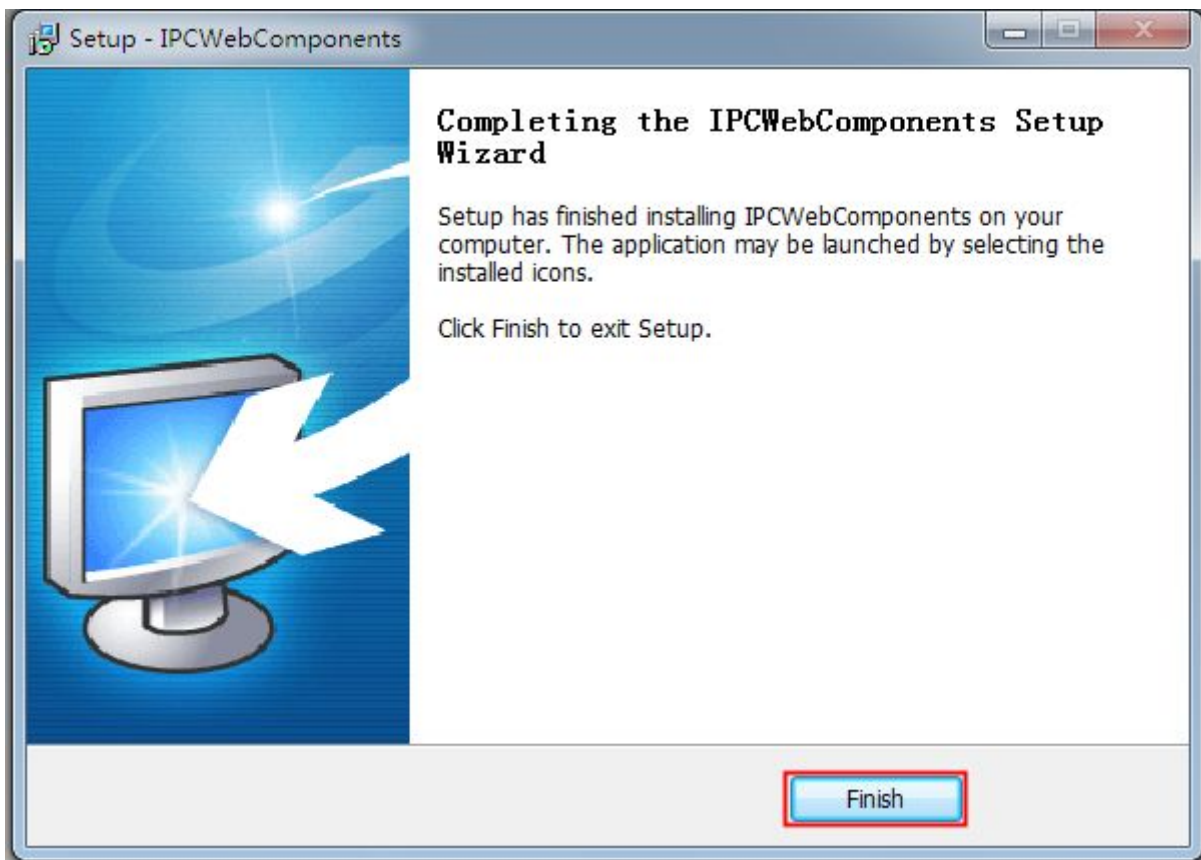 Setup - IPCWebComponents
Completing the IPCWebComponents Setup
Wizard
Setup has finished installing IPCWebComponents on your
computer. The application may be launched by selecting the
installed icons.
Click Finish to exit Setup.
Finish